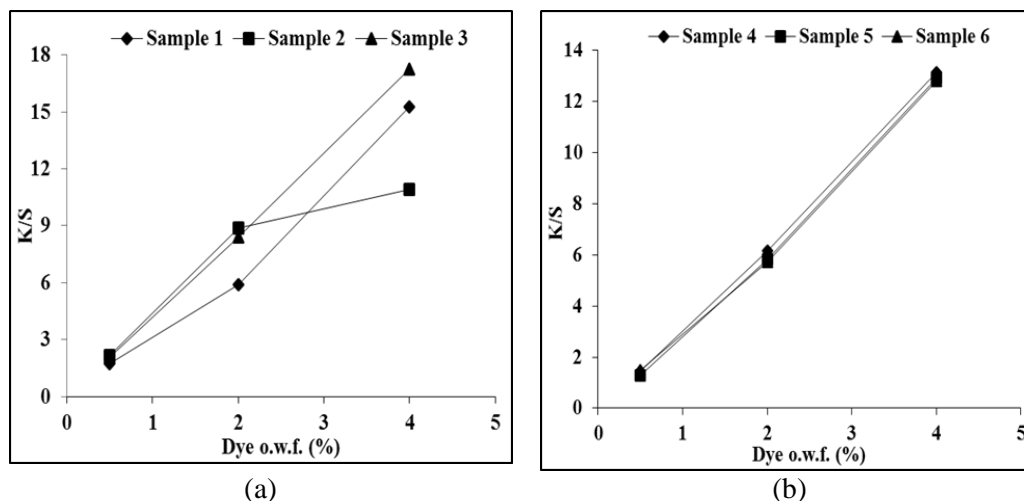 Sample 1 Sample 2 Sample 3
18
15
12
9
6
3
0
K/S
0 1 2 3 4 5
Dye o.w.f. (%)
(a)
Sample 4 Sample 5 Sample 6
14
12
10
8
6
4
2
0
K/S
0 1 2 3 4 5
Dye o.w.f. (%)
(b)